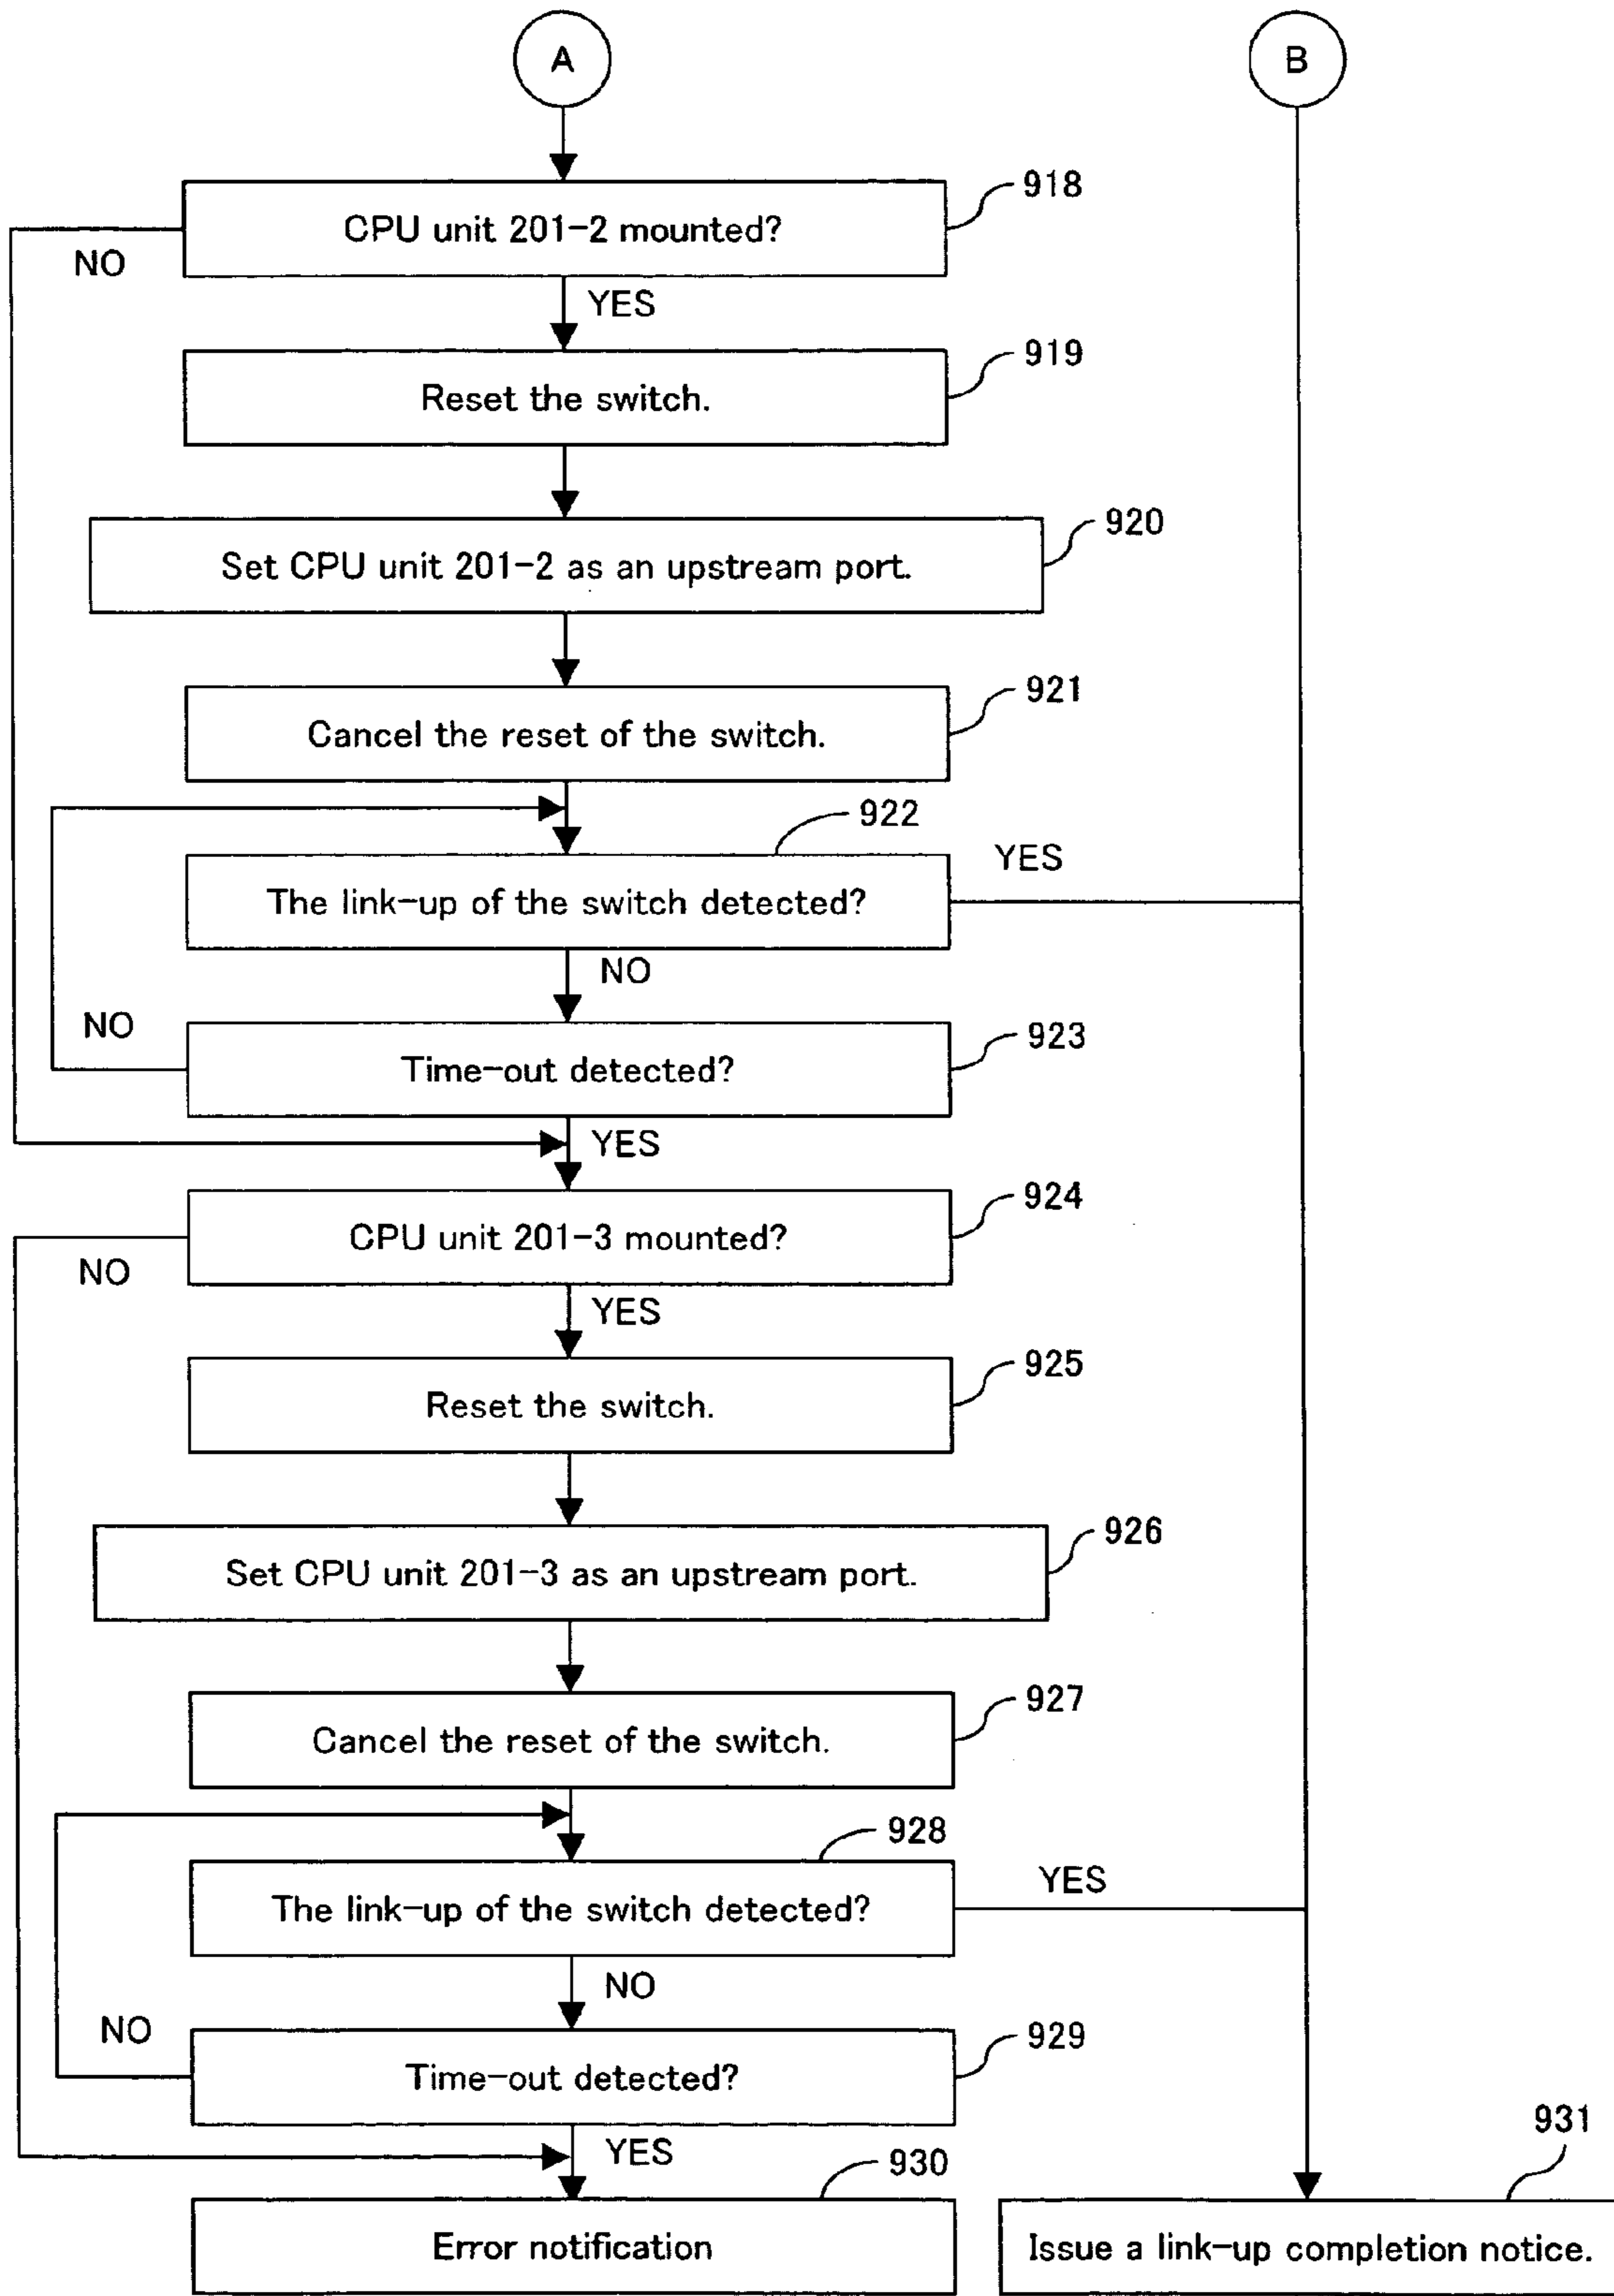 A
B
918
CPU unit 201-2 mounted?
NO
YES
919
Reset the switch.
920
Set CPU unit 201-2 as an upstream port.
921
Cancel the reset of the switch.
922
YES
The link-up of the switch detected?
NO
NO
923
Time-out detected?
YES
924
CPU unit 201-3 mounted?
NO
YES
925
Reset the switch.
926
Set CPU unit 201-3 as an upstream port.
927
Cancel the reset of the switch.
928
YES
The link-up of the switch detected?
NO
NO
929
Time-out detected?
YES
930
931
Error notification
Issue a link-up completion notice.